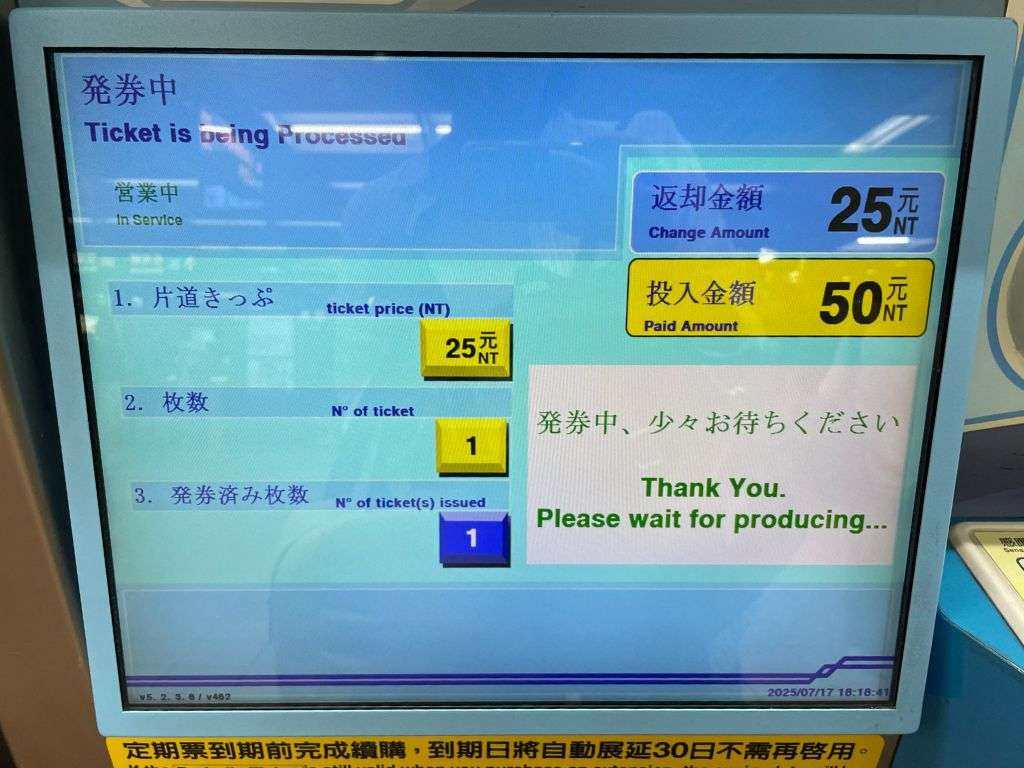 発券中
Ticket is being Processed
営業中
In Service
返却金額
Change Amount
25元
NT
投入金額
Paid Amount
50元
NT
1. 片道きっぷ
ticket price (NT)
25元
NT
2. 枚数
N° of ticket
1
3. 発券済み枚数
N° of ticket(s) issued
1
発券中、少々お待ちください
Thank You.
Please wait for producing...
v5. 2. 3. 6 / v462
2025/07/17 18:18:41
定期票到期前完成續購，到期日將自動展延30日不需再啓用。